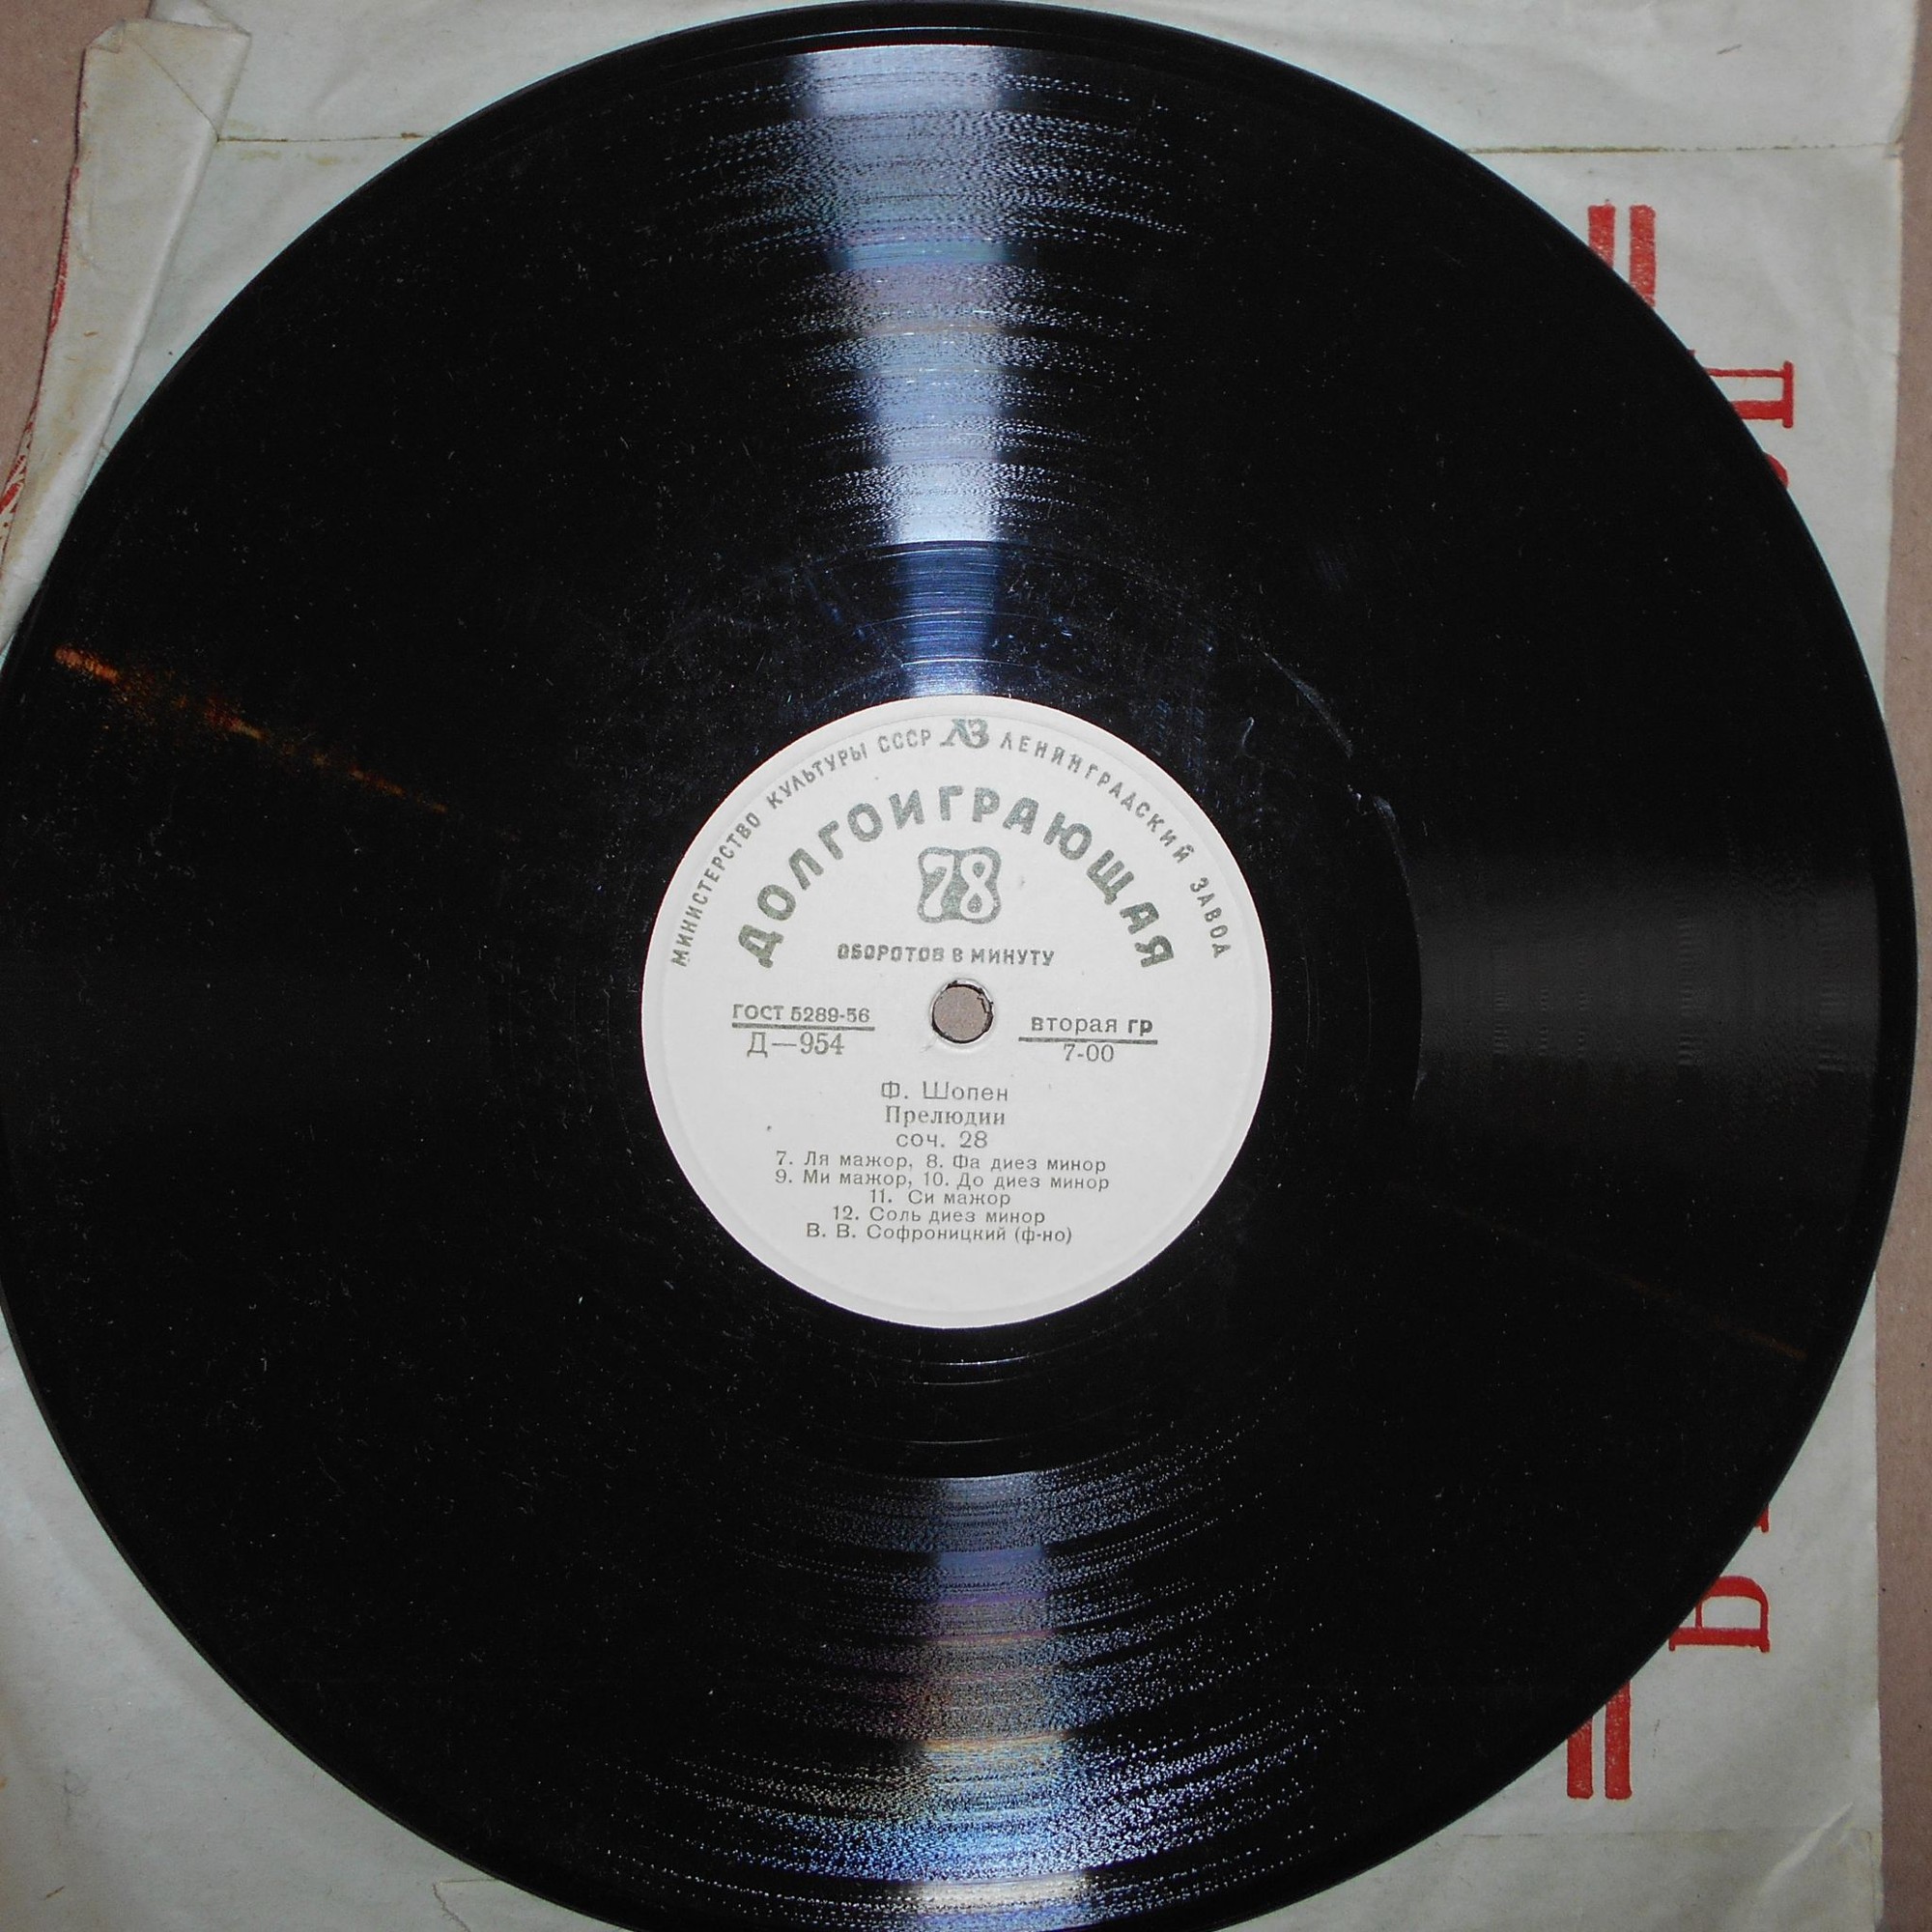 МИНИСТЕРСТВО КУЛЬТУРЫ СССР ЛЗ ЛЕНИНГРАДСКИЙ ЗАВОД
ДОЛГОИГРАЮЩАЯ
78
ОБОРОТОВ В МИНУТУ
ГОСТ 5289-56
Д—954
вторая гр
7-00
Ф. Шопен
Прелюдии
соч. 28
7. Ля мажор, 8. Фа диез минор
9. Ми мажор, 10. До диез минор
11. Си мажор
12. Соль диез минор
В. В. Софроницкий (ф-но)